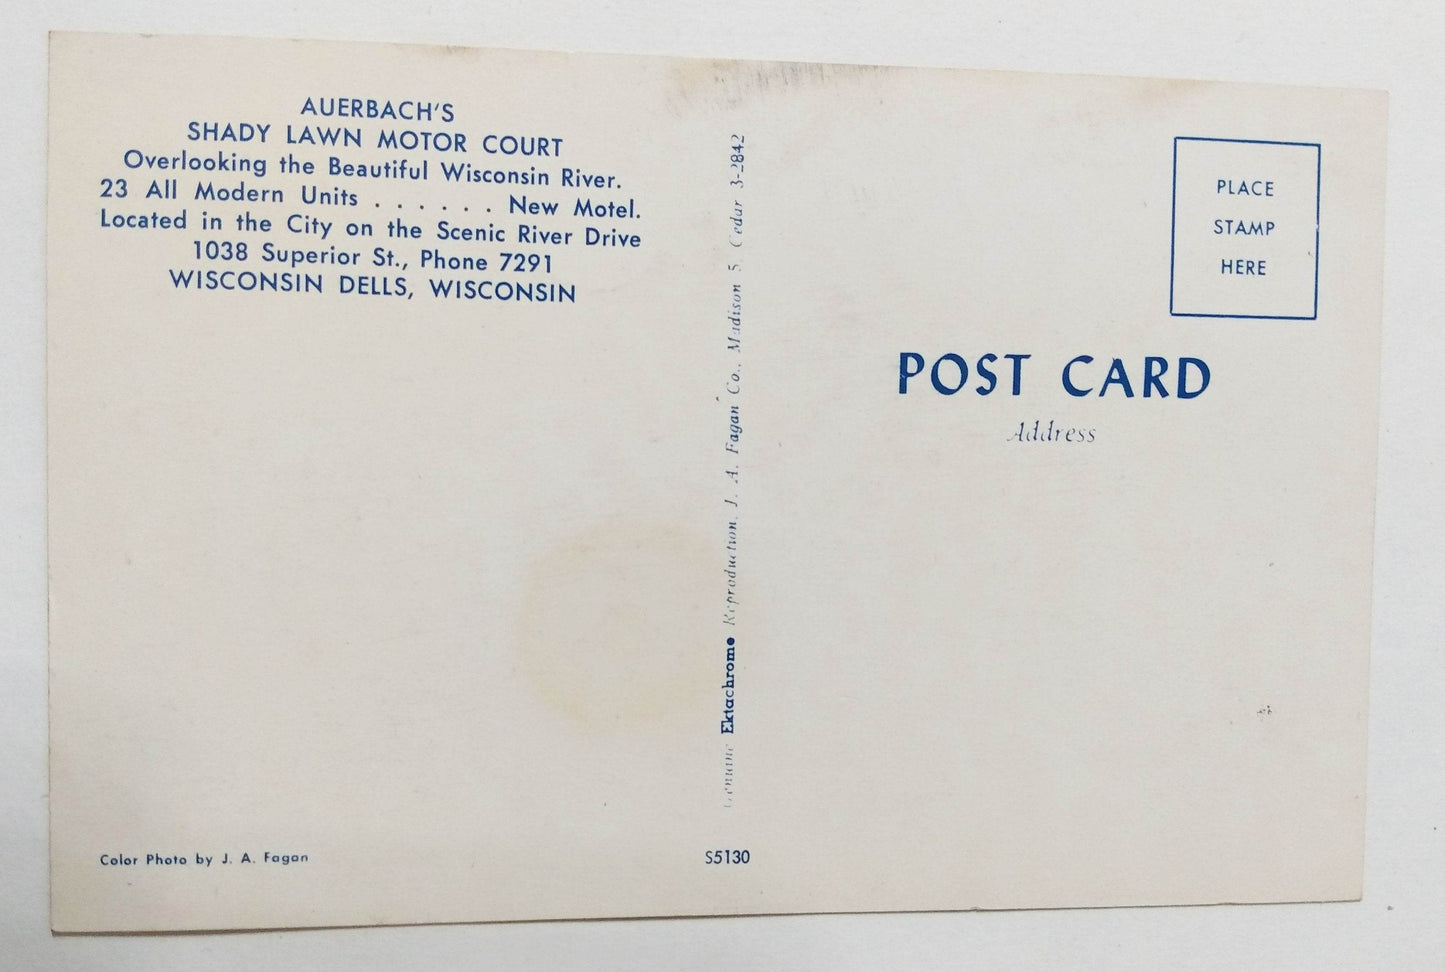 AUERBACH'S
SHADY LAWN MOTOR COURT
Overlooking the Beautiful Wisconsin River.
23 All Modern Units . . . . . . New Motel.
Located in the City on the Scenic River Drive
1038 Superior St., Phone 7291
WISCONSIN DELLS, WISCONSIN
Color Photo by J. A. Fagan
Genuine Ektachrome Reproduction, J. A. Fagan Co., Madison 5, Cedar 3-2842
S5130
PLACE
STAMP
HERE
POST CARD
Address